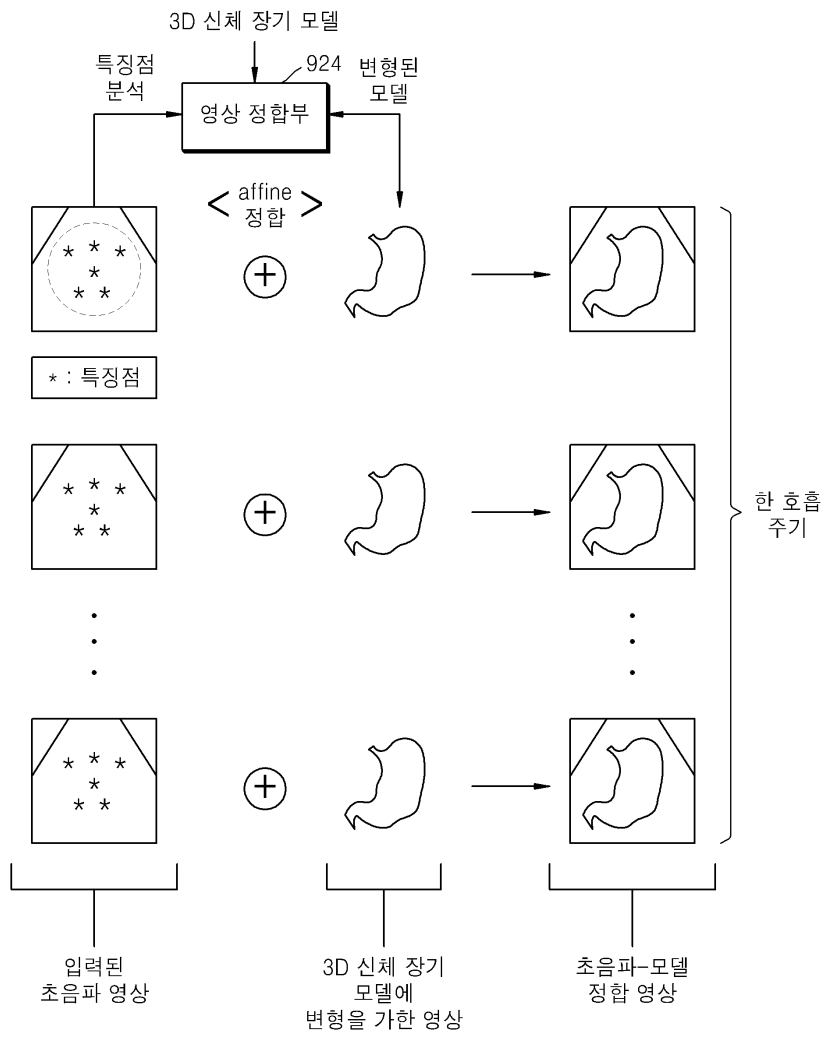 3D 신체 장기 모델
특징점
분석
924
변형된
모델
영상 정합부
< affine >
정합
* : 특징점
한 호흡
주기
입력된
초음파 영상
3D 신체 장기
모델에
변형을 가한 영상
초음파-모델
정합 영상